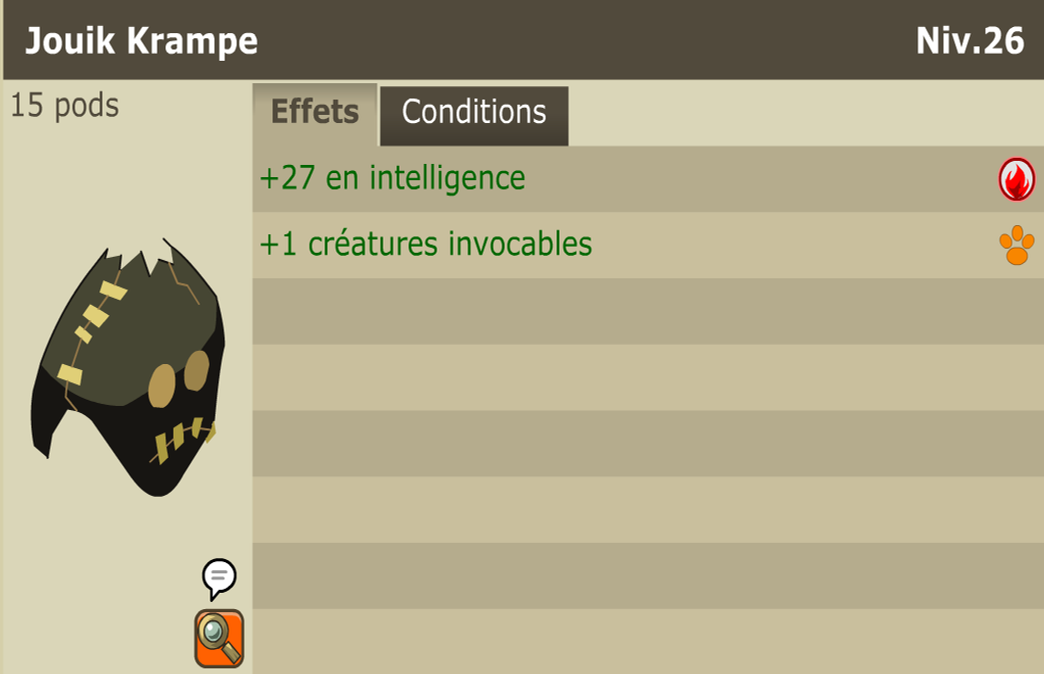 Jouik Krampe
Niv.26
15 pods
Effets
Conditions
+27 en intelligence
+1 créatures invocables